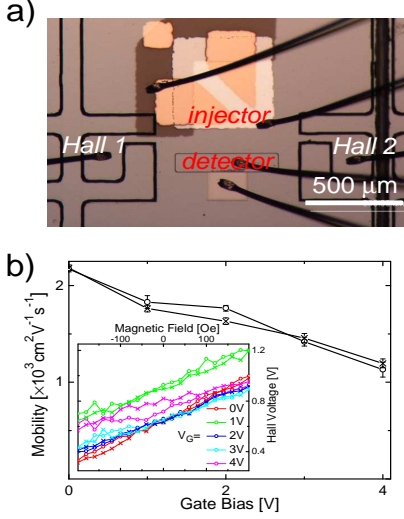 a)
injector
Hall 1
Hall 2
detector
500 μm
b)
Mobility [×10³cm²V⁻¹s⁻¹]
2
1
0
2
4
Gate Bias [V]
Magnetic Field [Oe]
-100
0
100
1.2
0.8
0.4
Hall Voltage [V]
V_G=
0V
1V
2V
3V
4V